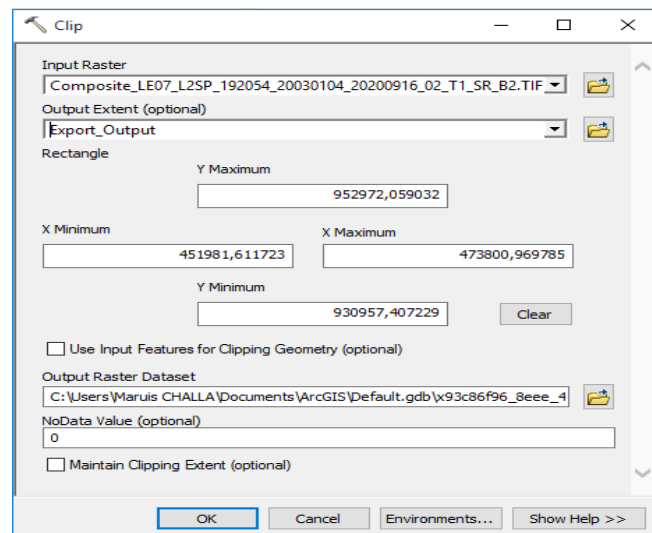 Clip
Input Raster
Composite_LE07_L2SP_192054_20030104_20200916_02_T1_SR_B2.TIF
Output Extent (optional)
Export_Output
Rectangle
Y Maximum
952972,059032
X Minimum
X Maximum
451981,611723
473800,969785
Y Minimum
930957,407229
Clear
Use Input Features for Clipping Geometry (optional)
Output Raster Dataset
C:\Users\Maruis CHALLA\Documents\ArcGIS\Default.gdb\x93c86f96_8eee_4
NoData Value (optional)
0
Maintain Clipping Extent (optional)
OK
Cancel
Environments...
Show Help >>